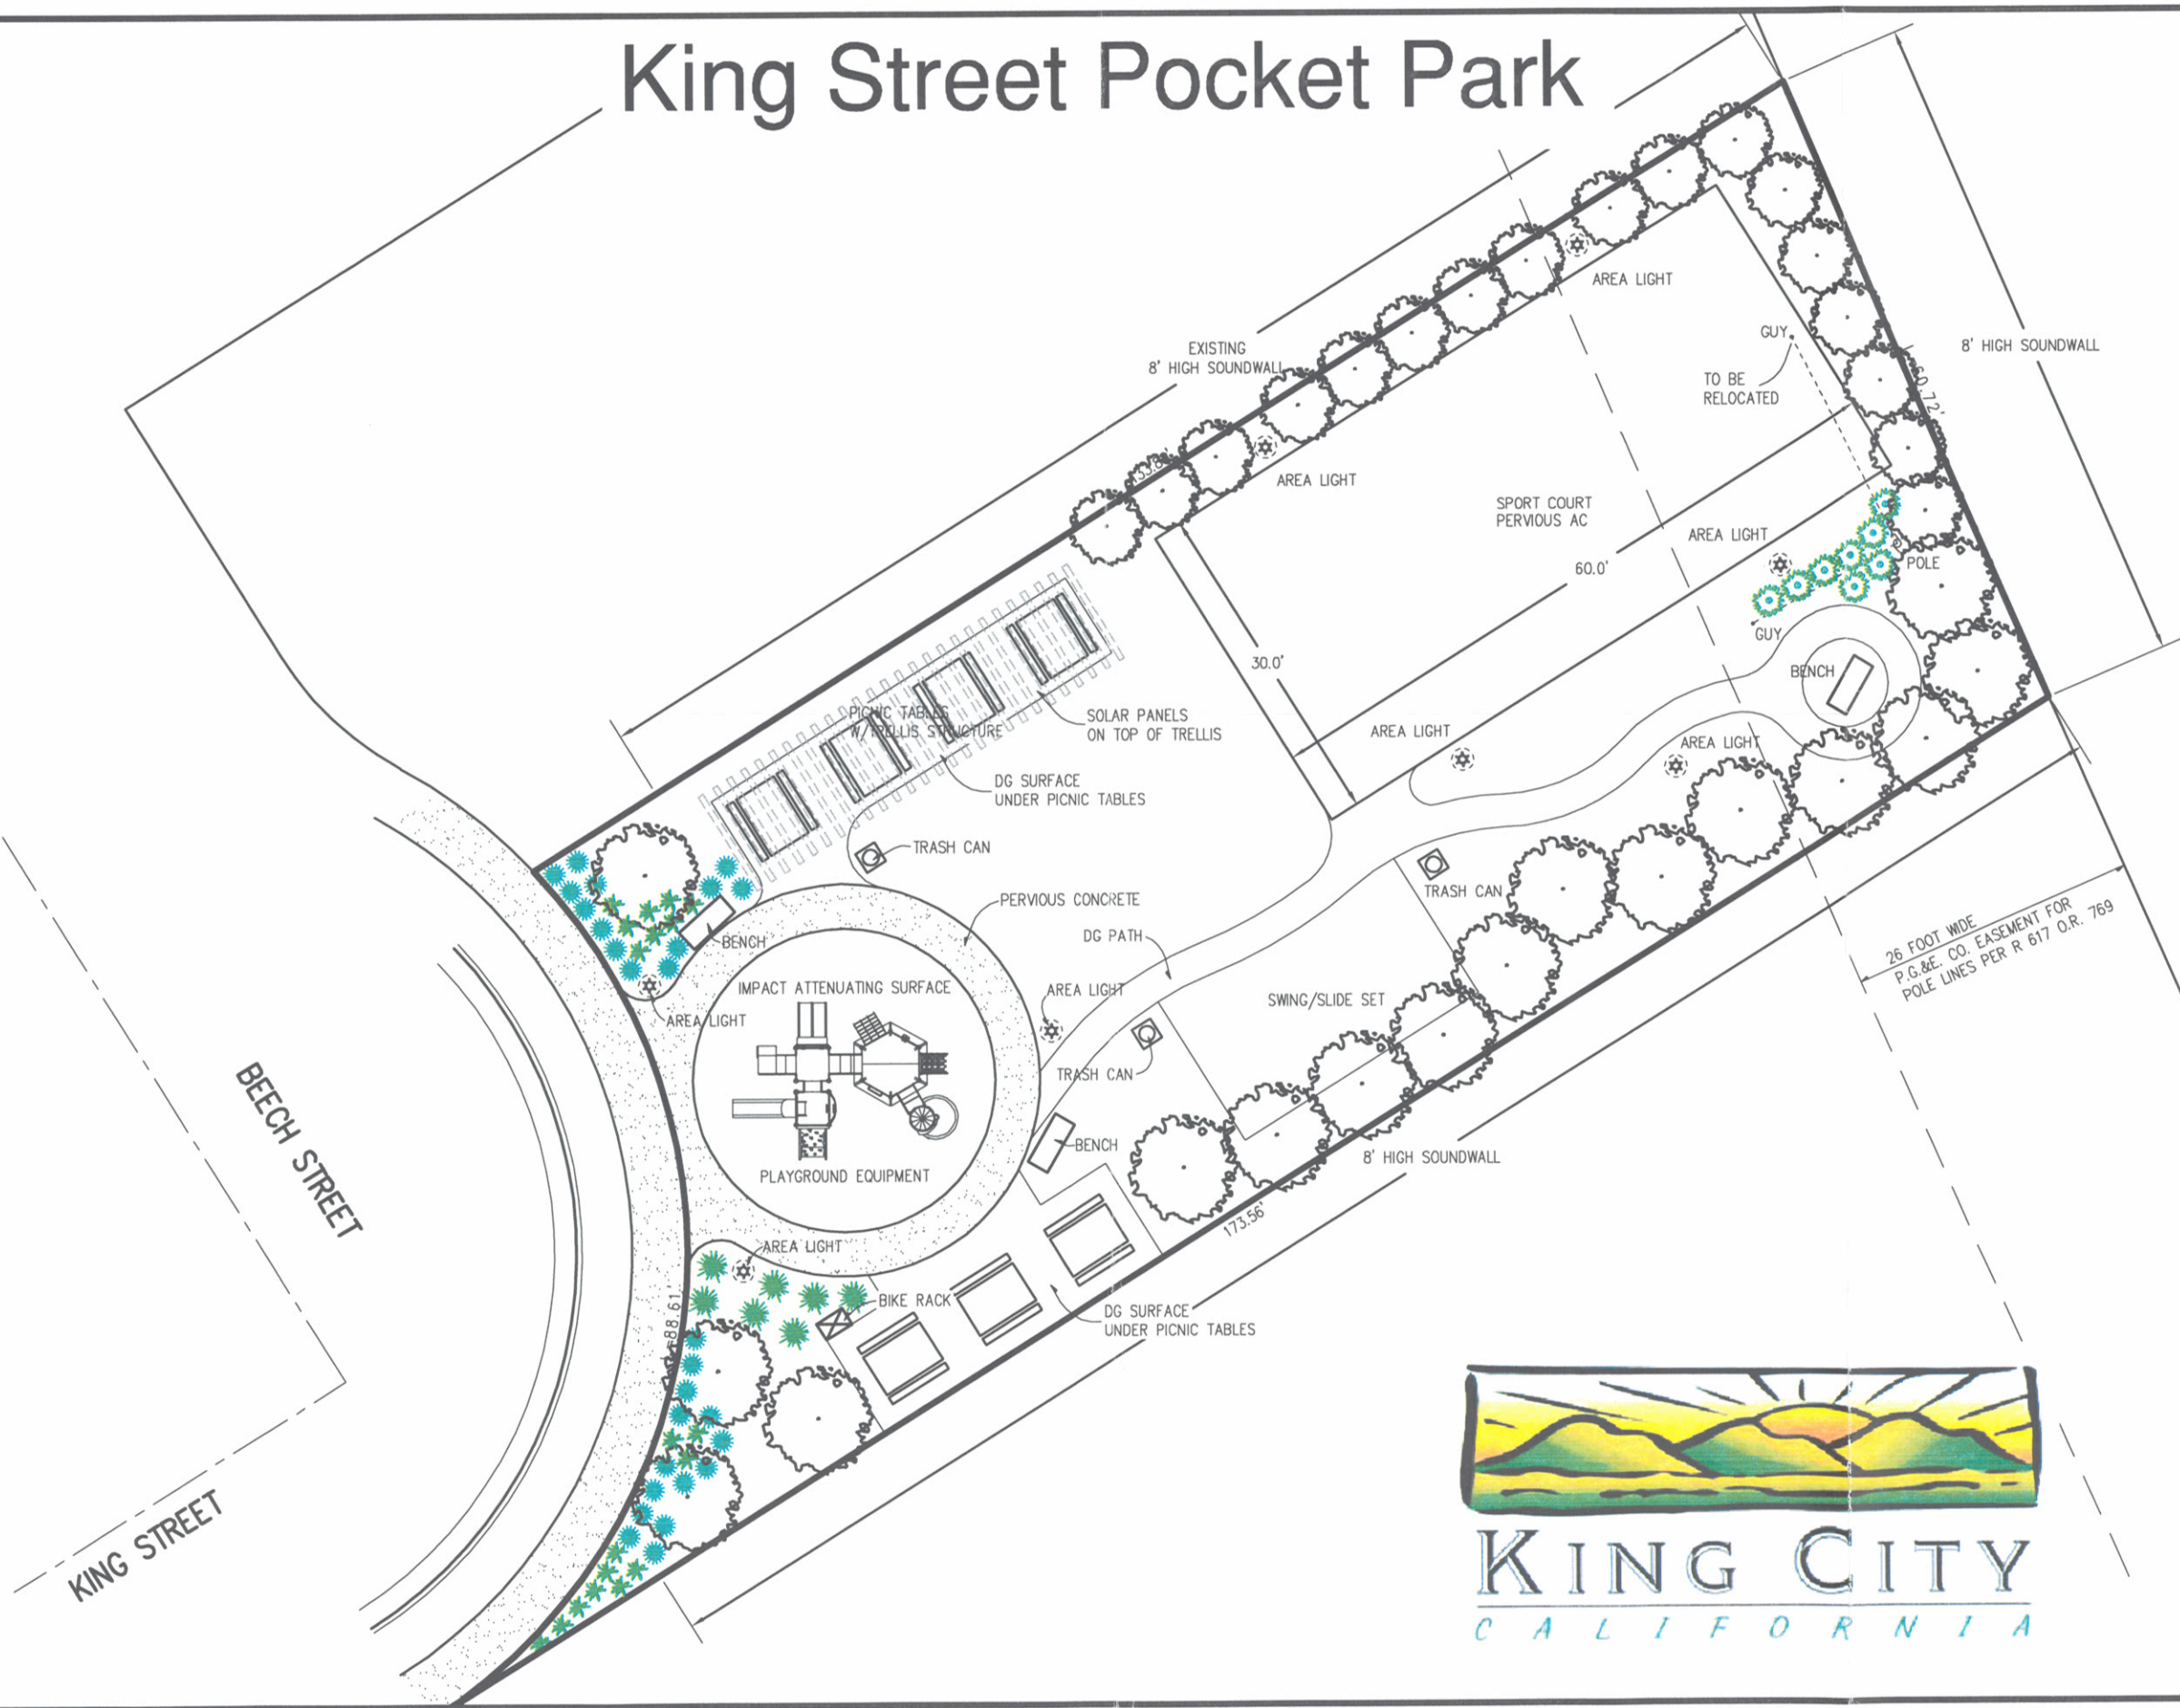 King Street Pocket Park
AREA LIGHT
GUY
8' HIGH SOUNDWALL
EXISTING
8' HIGH SOUNDWALL
TO BE
RELOCATED
60.72'
AREA LIGHT
SPORT COURT
PERVIOUS AC
AREA LIGHT
POLE
60.0'
GUY
30.0'
BENCH
PICNIC TABLES
W/TRELLIS STRUCTURE
SOLAR PANELS
ON TOP OF TRELLIS
AREA LIGHT
AREA LIGHT
DG SURFACE
UNDER PICNIC TABLES
TRASH CAN
TRASH CAN
PERVIOUS CONCRETE
DG PATH
BENCH
26 FOOT WIDE
P.G.&E. CO. EASEMENT FOR
POLE LINES PER R 617 O.R. 769
IMPACT ATTENUATING SURFACE
AREA LIGHT
SWING/SLIDE SET
AREA LIGHT
TRASH CAN
BEECH STREET
BENCH
8' HIGH SOUNDWALL
PLAYGROUND EQUIPMENT
173.56'
AREA LIGHT
BIKE RACK
88.61'
DG SURFACE
UNDER PICNIC TABLES
KING STREET
KING CITY
CALIFORNIA